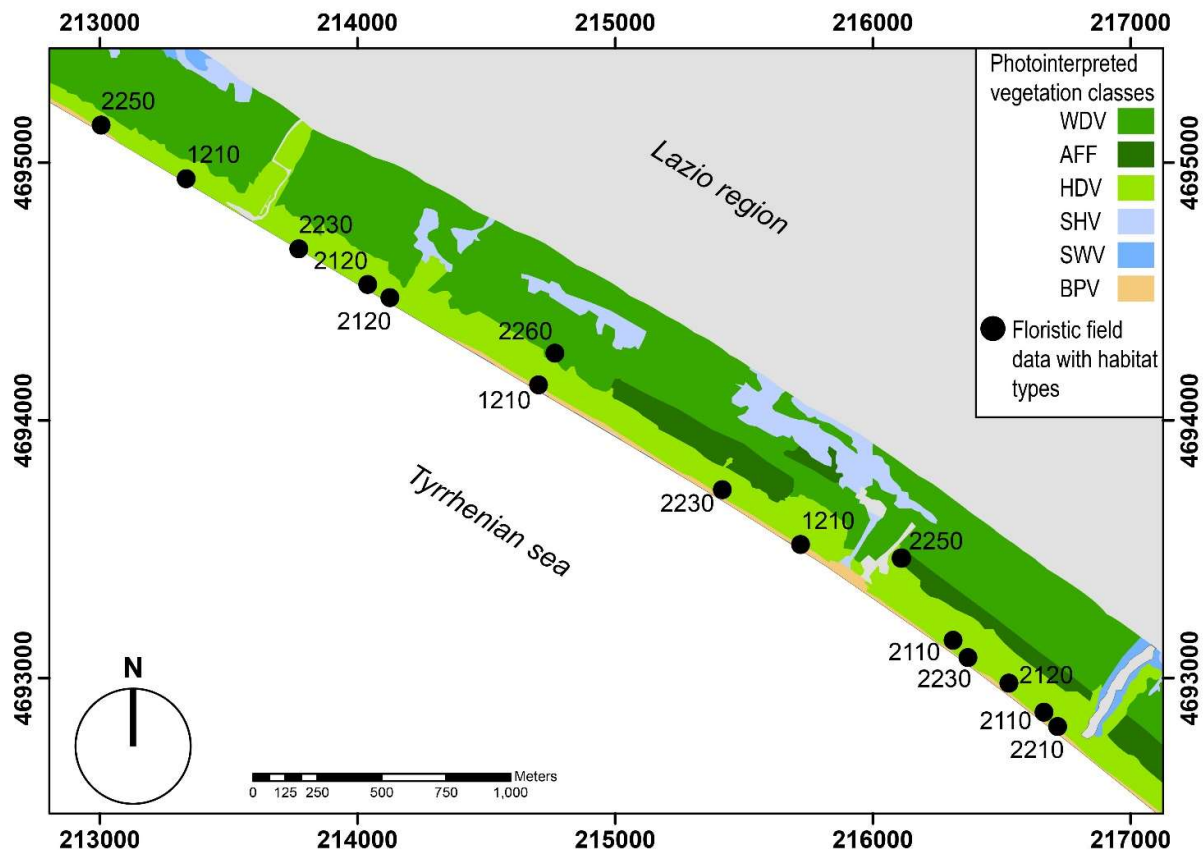 213000 214000 215000 216000 217000
Photointerpreted
vegetation classes
WDV
AFF
HDV
SHV
SWV
BPV
Floristic field
data with habitat
types
4695000
4694000
4693000
4695000
4694000
4693000
Lazio region
Tyrrhenian sea
2250
1210
2230
2120
2120
2260
1210
2230
1210
2250
2110
2230
2120
2110
2210
N
Meters
0 125 250 500 750 1,000
213000 214000 215000 216000 217000